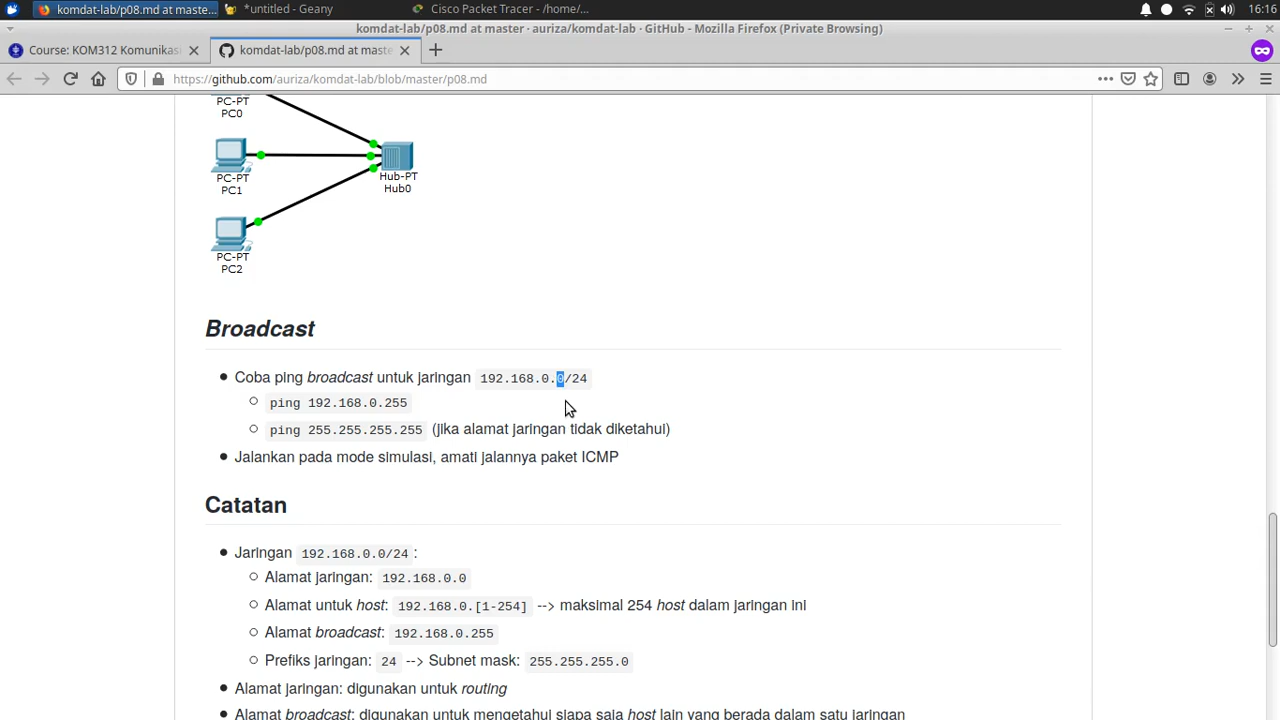 komdat-lab/p08.md at maste...
*untitled - Geany
Cisco Packet Tracer - /home/...
16:16
komdat-lab/p08.md at master · auriza/komdat-lab · GitHub - Mozilla Firefox (Private Browsing)
Course: KOM312 Komunikas
komdat-lab/p08.md at maste
https://github.com/auriza/komdat-lab/blob/master/p08.md
PC-PT
PC0
PC-PT
PC1
Hub-PT
Hub0
PC-PT
PC2
Broadcast
Coba ping broadcast untuk jaringan 192.168.0.0/24
ping 192.168.0.255
ping 255.255.255.255 (jika alamat jaringan tidak diketahui)
Jalankan pada mode simulasi, amati jalannya paket ICMP
Catatan
Jaringan 192.168.0.0/24:
Alamat jaringan: 192.168.0.0
Alamat untuk host: 192.168.0.[1-254] --> maksimal 254 host dalam jaringan ini
Alamat broadcast: 192.168.0.255
Prefiks jaringan: 24 --> Subnet mask: 255.255.255.0
Alamat jaringan: digunakan untuk routing
Alamat broadcast: digunakan untuk mengetahui siapa saja host lain yang berada dalam satu jaringan